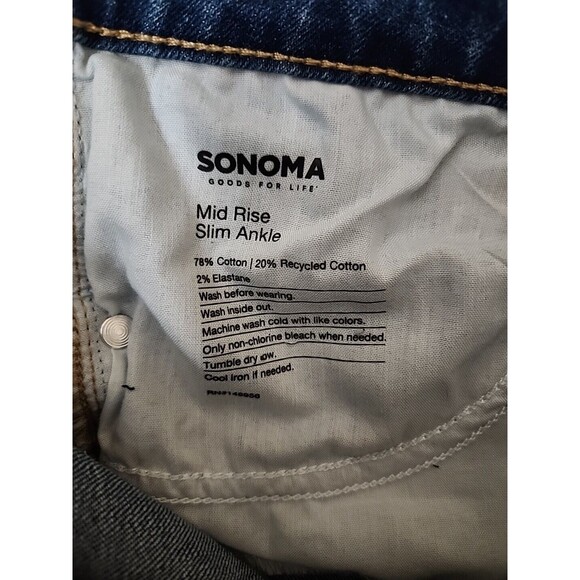 SONOMA
GOODS FOR LIFE
Mid Rise
Slim Ankle
78% Cotton | 20% Recycled Cotton
2% Elastane
Wash before wearing.
Wash inside out.
Machine wash cold with like colors.
Only non-chlorine bleach when needed.
Tumble dry low.
Cool iron if needed.